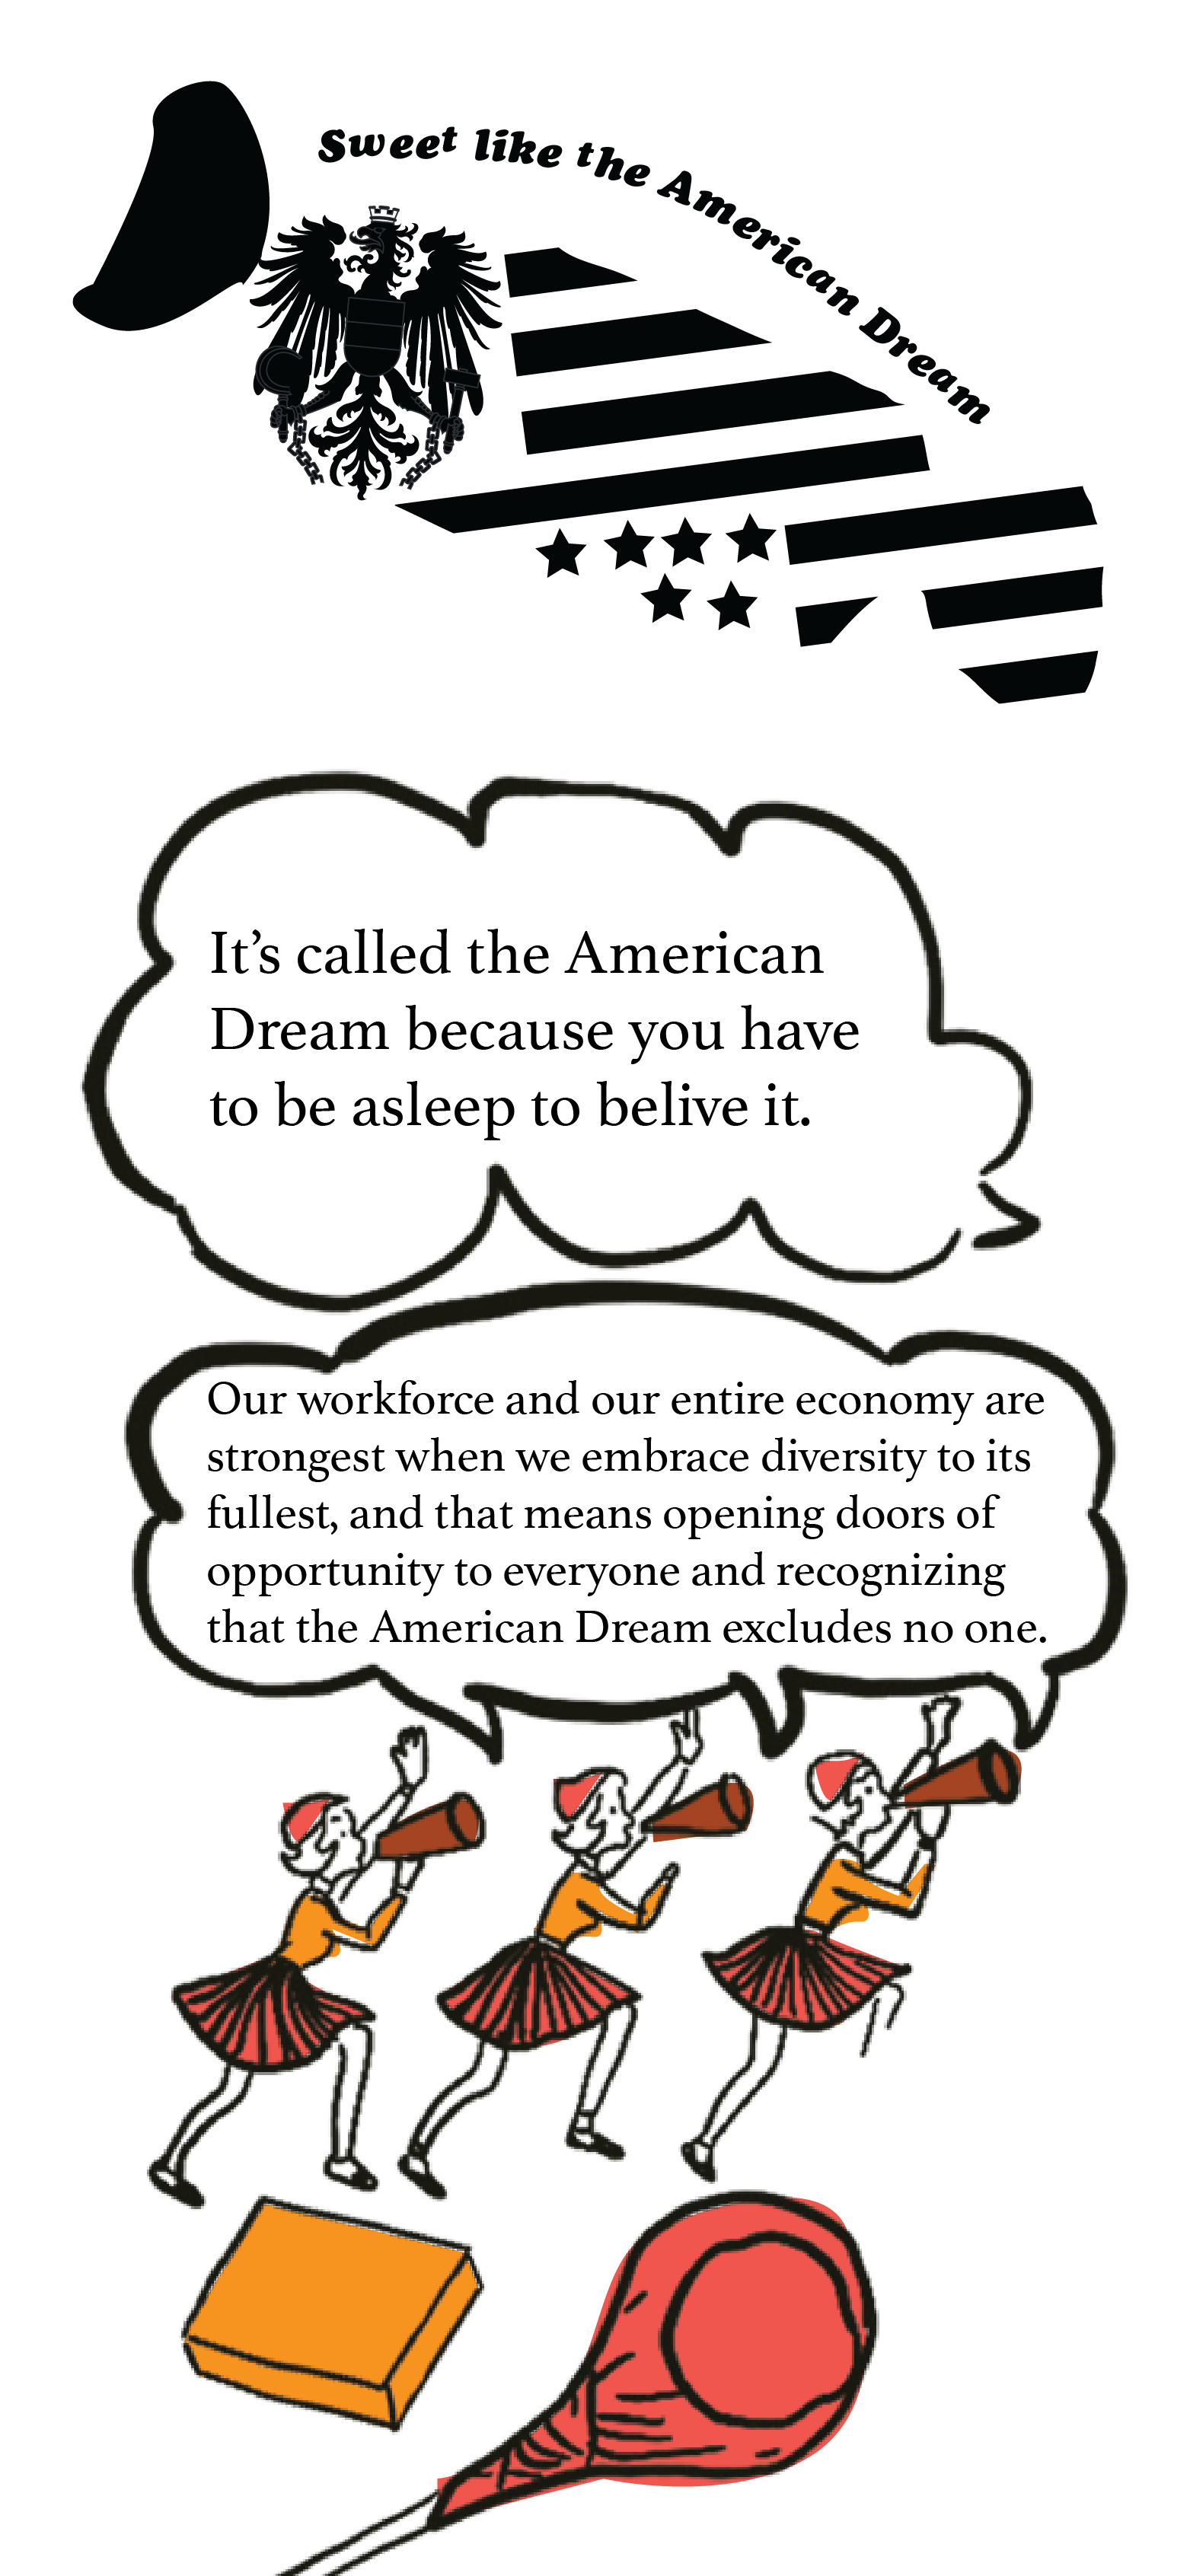 Sweet like the American Dream
It’s called the American
Dream because you have
to be asleep to belive it.
Our workforce and our entire economy are
strongest when we embrace diversity to its
fullest, and that means opening doors of
opportunity to everyone and recognizing
that the American Dream excludes no one.